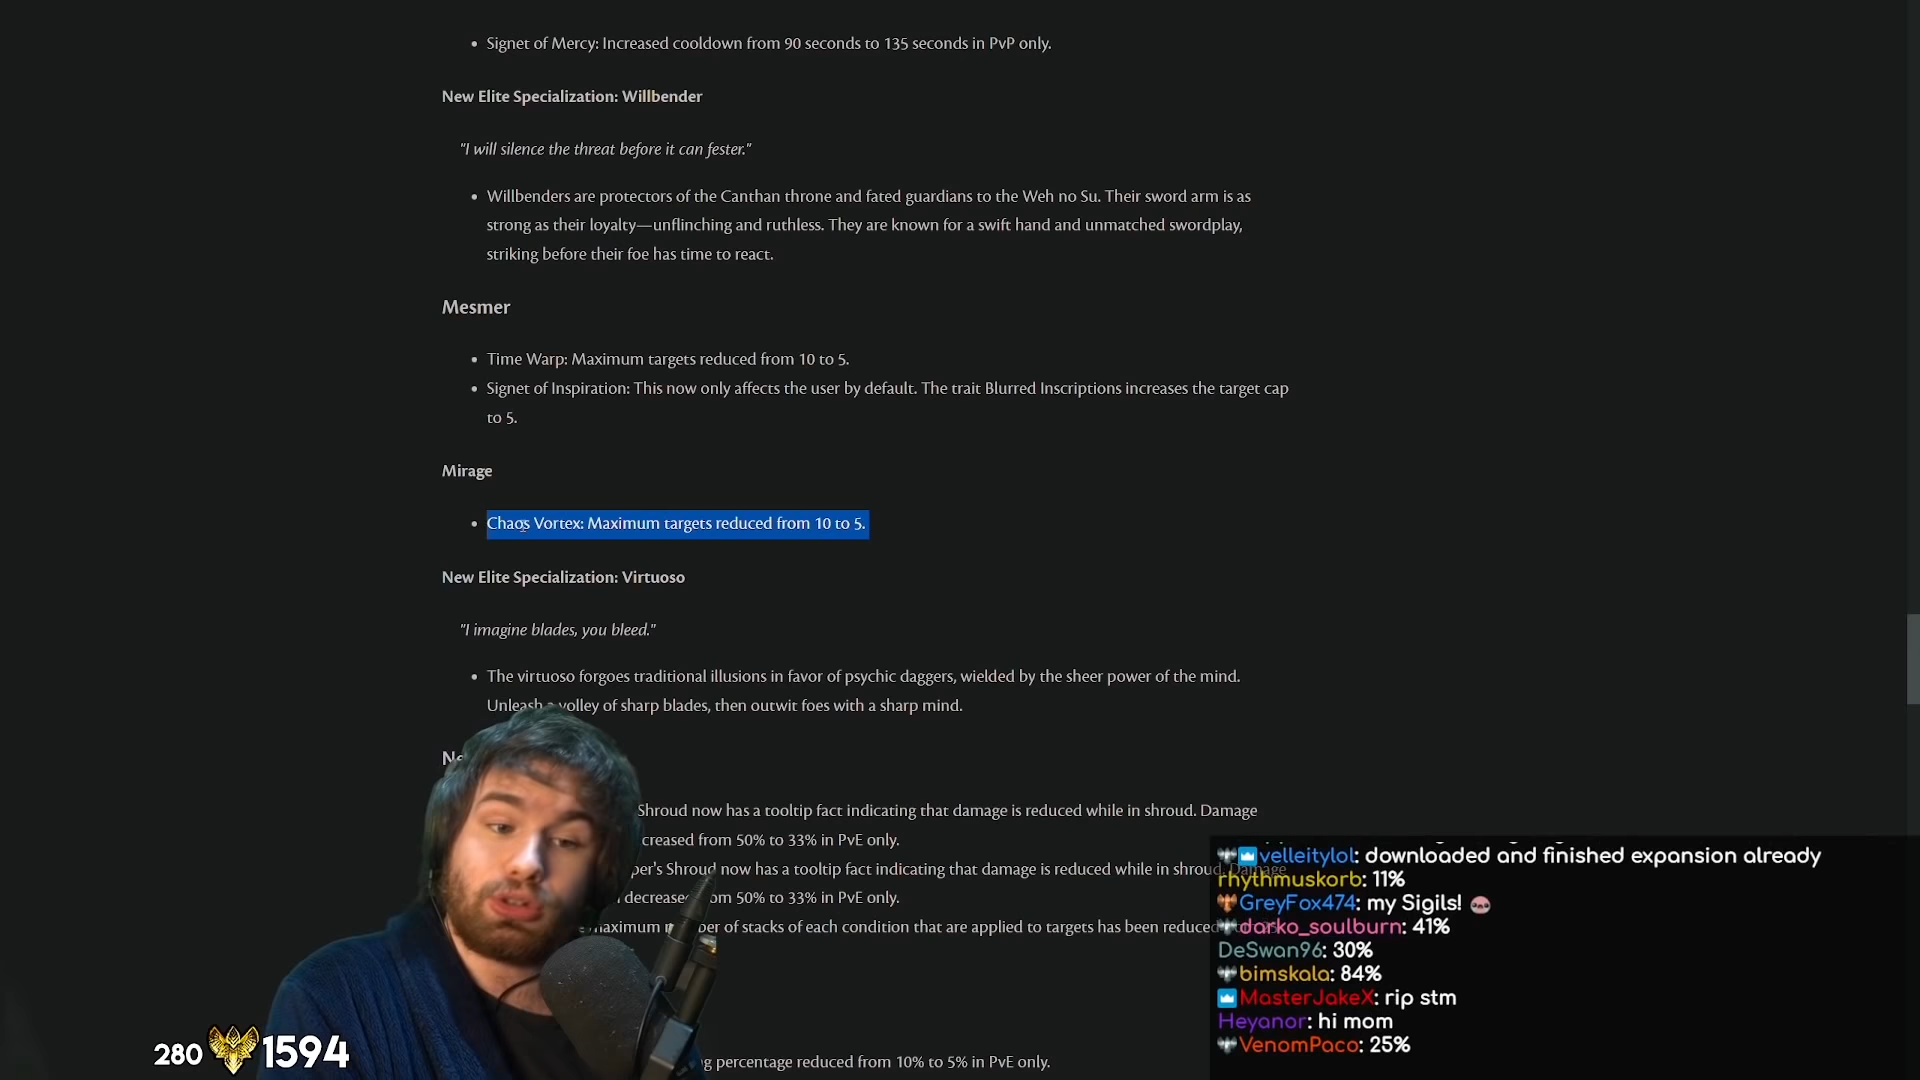 Signet of Mercy: Increased cooldown from 90 seconds to 135 seconds in PvP only.
New Elite Specialization: Willbender
"I will silence the threat before it can fester."
Willbenders are protectors of the Canthan throne and fated guardians to the Weh no Su. Their sword arm is as
strong as their loyalty—unflinching and ruthless. They are known for a swift hand and unmatched swordplay,
striking before their foe has time to react.
Mesmer
Time Warp: Maximum targets reduced from 10 to 5.
Signet of Inspiration: This now only affects the user by default. The trait Blurred Inscriptions increases the target cap
to 5.
Mirage
Chaos Vortex: Maximum targets reduced from 10 to 5.
New Elite Specialization: Virtuoso
"I imagine blades, you bleed."
The virtuoso forgoes traditional illusions in favor of psychic daggers, wielded by the sheer power of the mind.
Unleash a volley of sharp blades, then outwit foes with a sharp mind.
Shroud now has a tooltip fact indicating that damage is reduced while in shroud. Damage
from 50% to 33% in PvE only.
Shroud now has a tooltip fact indicating that damage is reduced while in shroud. Damage
decreased from 50% to 33% in PvE only.
maximum number of stacks of each condition that are applied to targets has been reduced
percentage reduced from 10% to 5% in PvE only.
velleitylol: downloaded and finished expansion already
rhythmuskorb: 11%
GreyFox474: my Sigils!
darko_soulburn: 41%
DeSwan96: 30%
bimskala: 84%
MasterJakeX: rip stm
Heyanor: hi mom
VenomPaco: 25%
280 1594